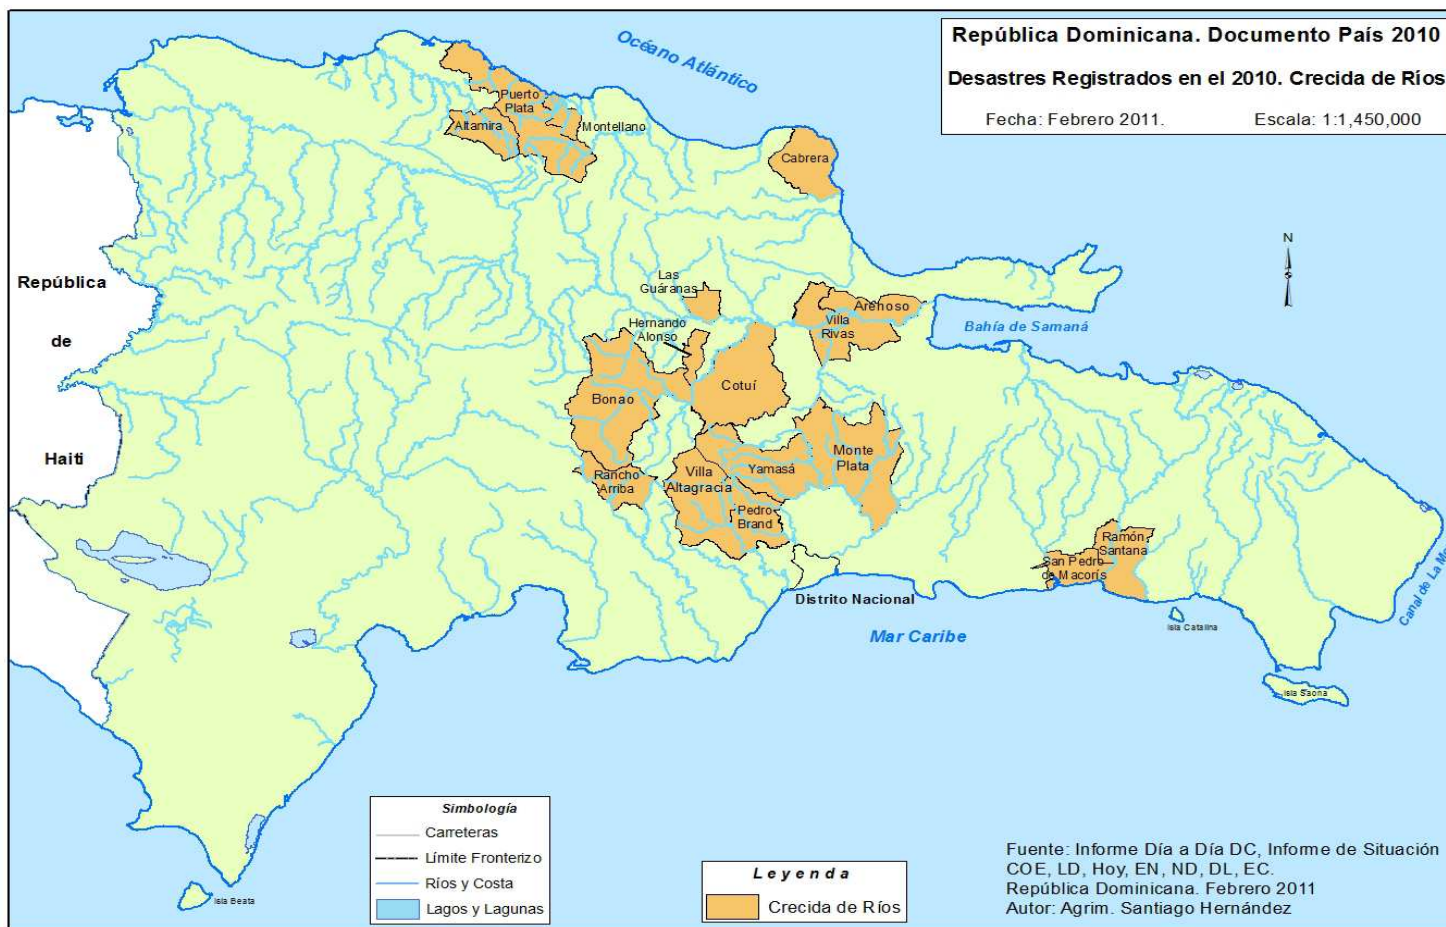 República Dominicana. Documento País 2010
Desastres Registrados en el 2010. Crecida de Ríos
Fecha: Febrero 2011. Escala: 1:1,450,000
Océano Atlántico
Puerto
Plata
Altamira
Montellano
Cabrera
N
República
de
Haiti
Las
Guáranas
Hernando
Alonso
Arenoso
Villa
Rivas
Bahía de Samaná
Cotuí
Bonao
Monte
Plata
Yamasá
Villa
Altagracia
Rancho
Arriba
Pedro
Brand
Ramón
Santana
San Pedro
de Macorís
Distrito Nacional
Mar Caribe
Isla Catalina
Canal de La Mo
Isla Saona
Isla Beata
Simbología
Carreteras
Límite Fronterizo
Ríos y Costa
Lagos y Lagunas
Leyenda
Crecida de Ríos
Fuente: Informe Día a Día DC, Informe de Situación
COE, LD, Hoy, EN, ND, DL, EC.
República Dominicana. Febrero 2011
Autor: Agrim. Santiago Hernández